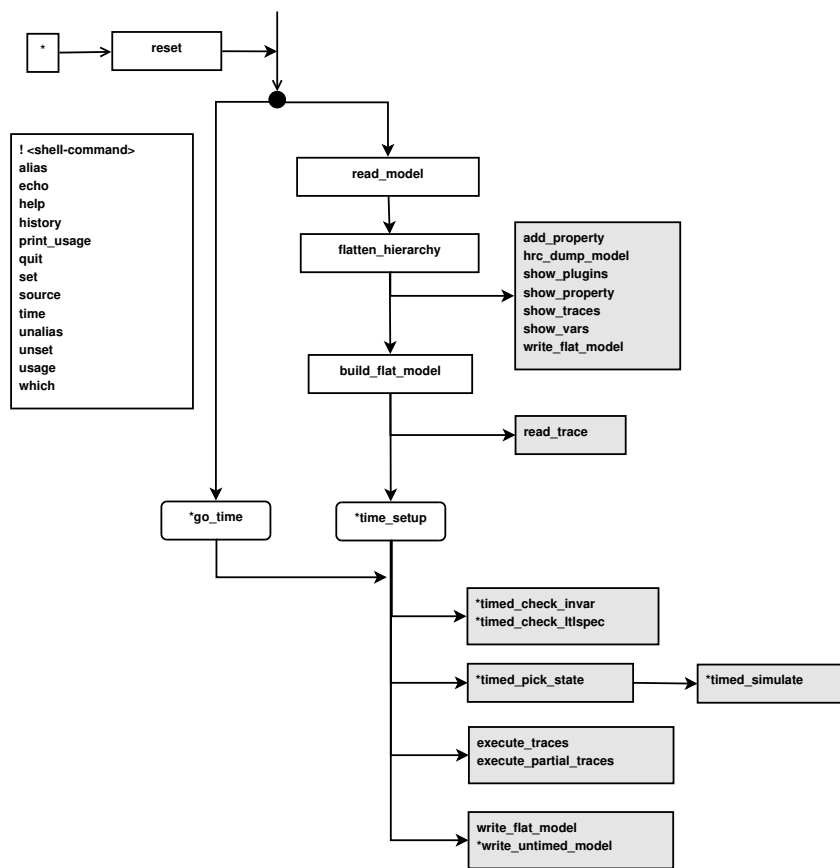 *
reset
! <shell-command>
alias
echo
help
history
print_usage
quit
set
source
time
unalias
unset
usage
which
read_model
flatten_hierarchy
add_property
hrc_dump_model
show_plugins
show_property
show_traces
show_vars
write_flat_model
build_flat_model
read_trace
*go_time
*time_setup
*timed_check_invar
*timed_check_ltlspec
*timed_pick_state
*timed_simulate
execute_traces
execute_partial_traces
write_flat_model
*write_untimed_model